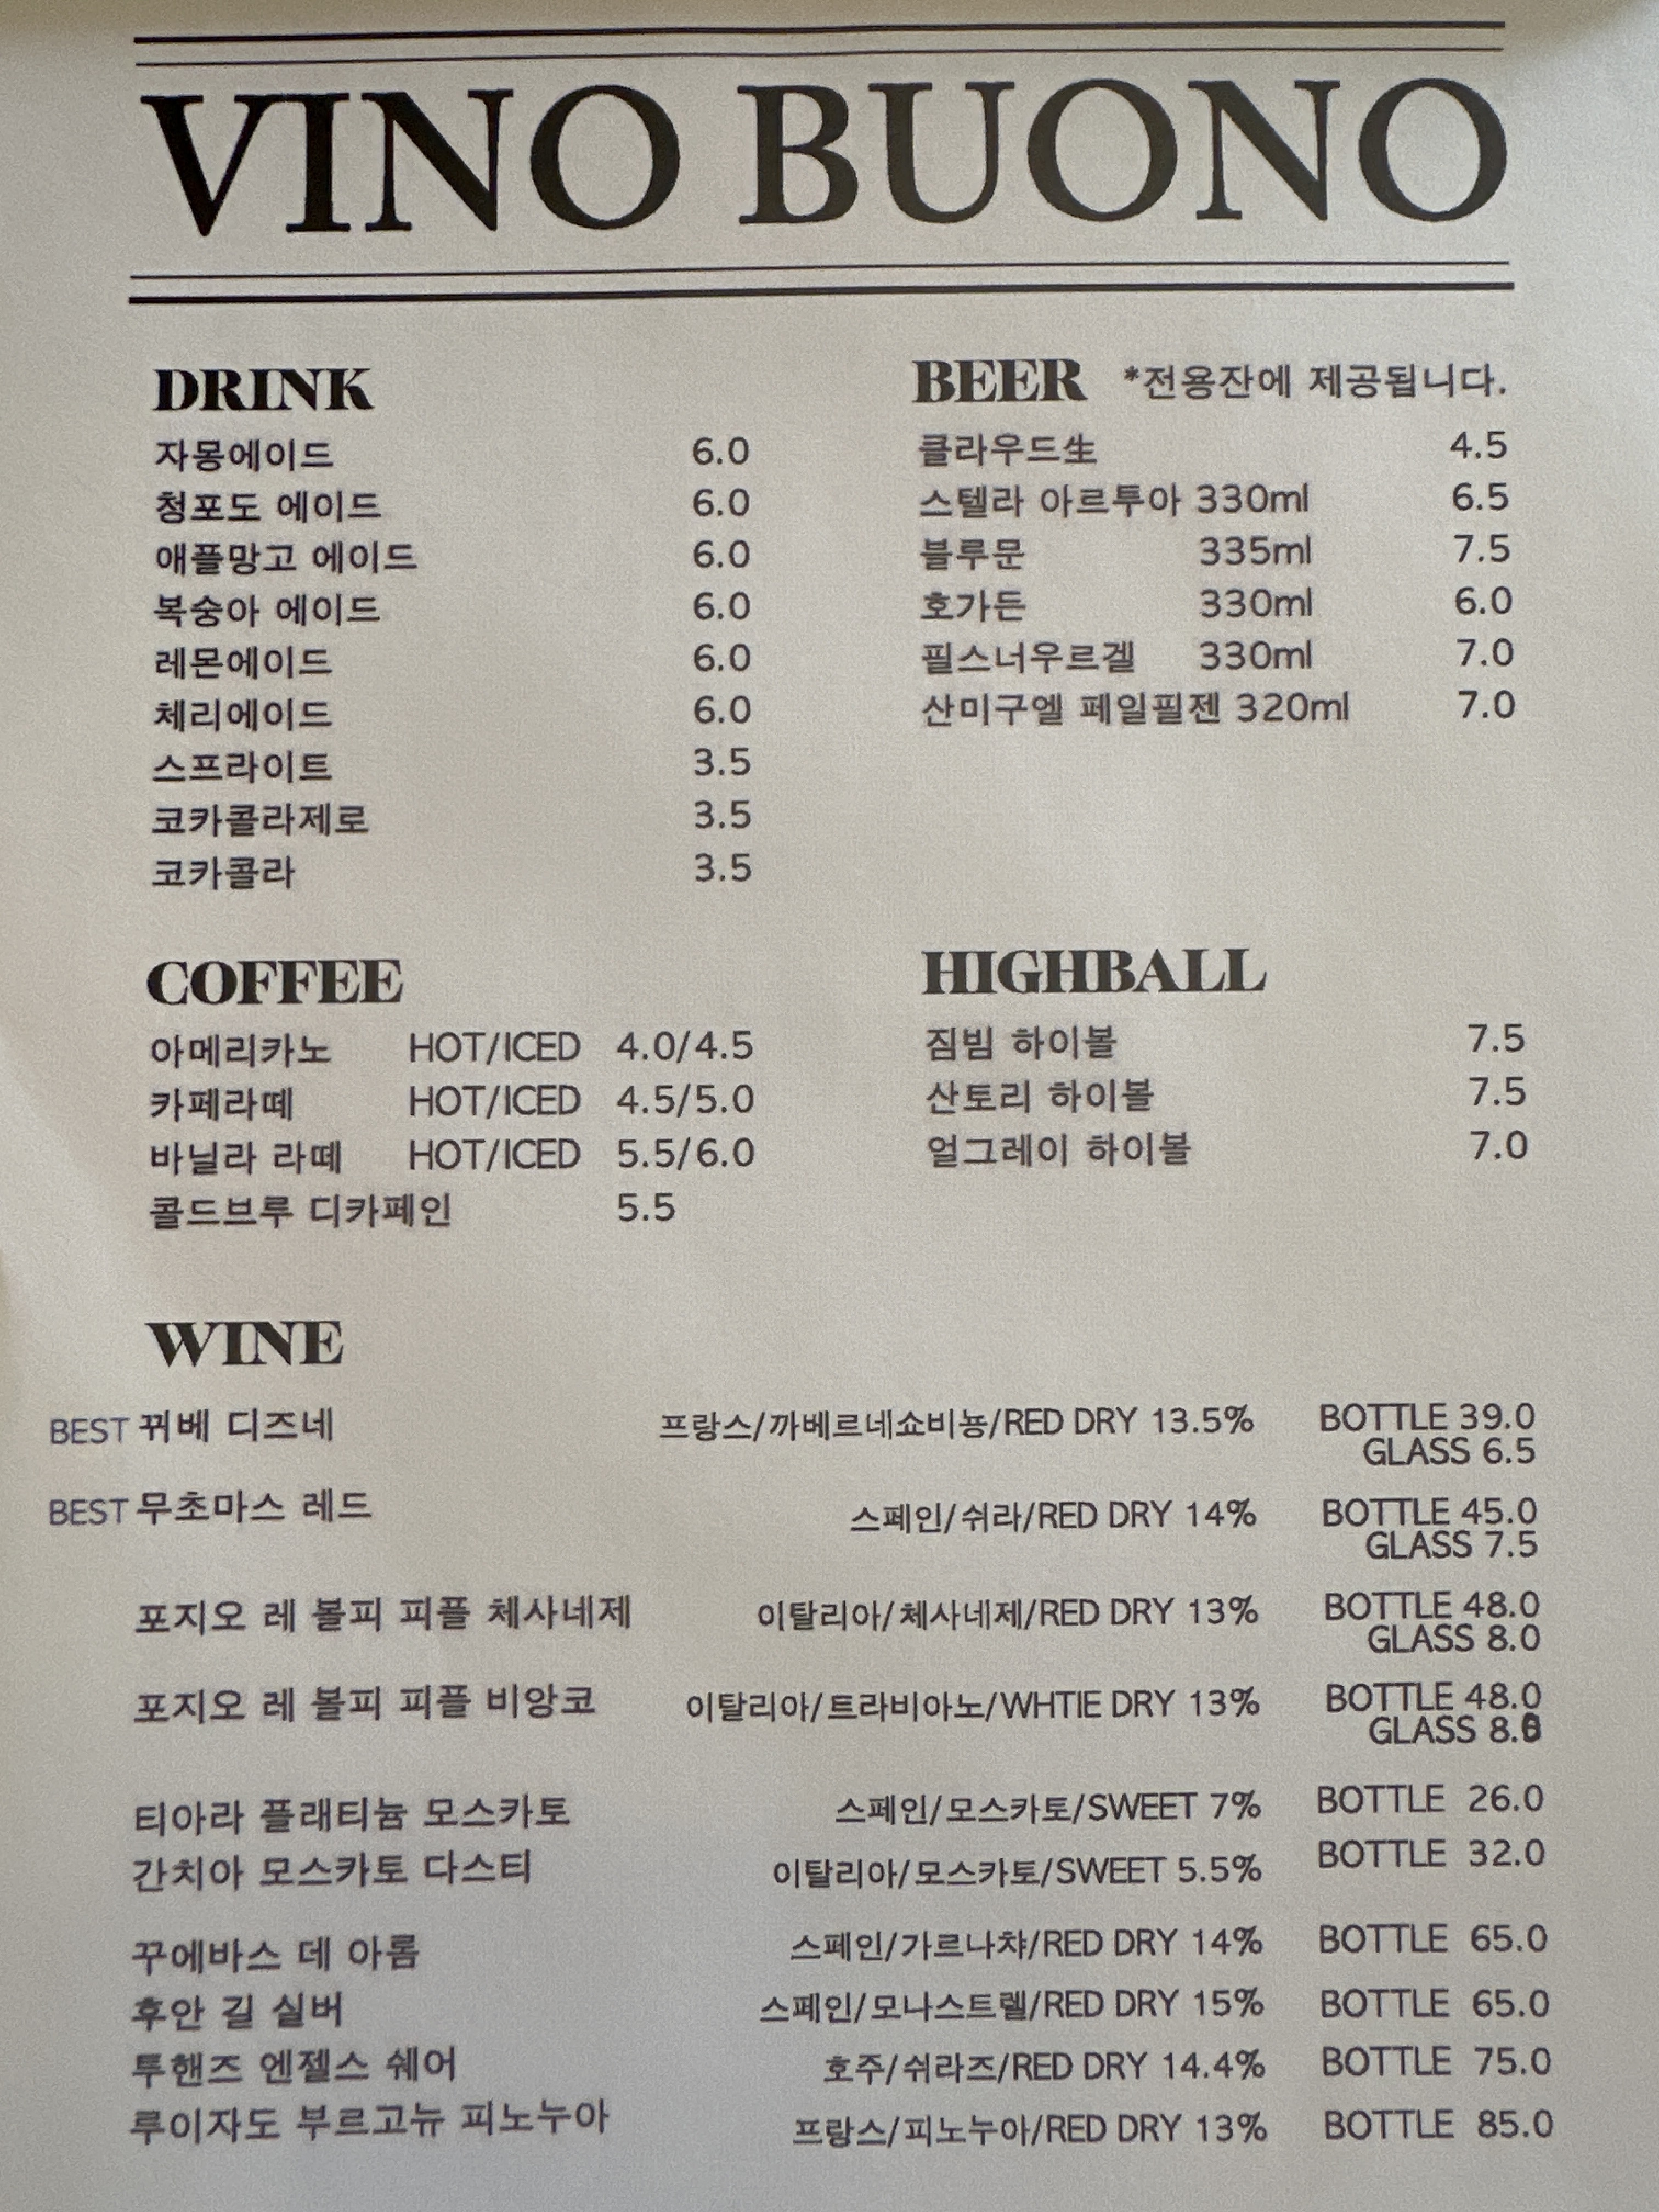 VINO BUONO
DRINK
자몽에이드 6.0
청포도 에이드 6.0
애플망고 에이드 6.0
복숭아 에이드 6.0
레몬에이드 6.0
체리에이드 6.0
스프라이트 3.5
코카콜라제로 3.5
코카콜라 3.5
BEER *전용잔에 제공됩니다.
클라우드生 4.5
스텔라 아르투아 330ml 6.5
블루문 335ml 7.5
호가든 330ml 6.0
필스너우르겔 330ml 7.0
산미구엘 페일필젠 320ml 7.0
COFFEE
아메리카노 HOT/ICED 4.0/4.5
카페라떼 HOT/ICED 4.5/5.0
바닐라 라떼 HOT/ICED 5.5/6.0
콜드브루 디카페인 5.5
HIGHBALL
짐빔 하이볼 7.5
산토리 하이볼 7.5
얼그레이 하이볼 7.0
WINE
BEST 뀌베 디즈네 프랑스/까베르네쇼비뇽/RED DRY 13.5% BOTTLE 39.0
GLASS 6.5
BEST 무초마스 레드 스페인/쉬라/RED DRY 14% BOTTLE 45.0
GLASS 7.5
포지오 레 볼피 피플 체사네제 이탈리아/체사네제/RED DRY 13% BOTTLE 48.0
GLASS 8.0
포지오 레 볼피 피플 비앙코 이탈리아/트라비아노/WHTIE DRY 13% BOTTLE 48.0
GLASS
티아라 플래티늄 모스카토 스페인/모스카토/SWEET 7% BOTTLE 26.0
간치아 모스카토 다스티 이탈리아/모스카토/SWEET 5.5% BOTTLE 32.0
꾸에바스 데 아롬 스페인/가르나챠/RED DRY 14% BOTTLE 65.0
후안 길 실버 스페인/모나스트렐/RED DRY 15% BOTTLE 65.0
투핸즈 엔젤스 쉐어 호주/쉬라즈/RED DRY 14.4% BOTTLE 75.0
루이자도 부르고뉴 피노누아 프랑스/피노누아/RED DRY 13% BOTTLE 85.0